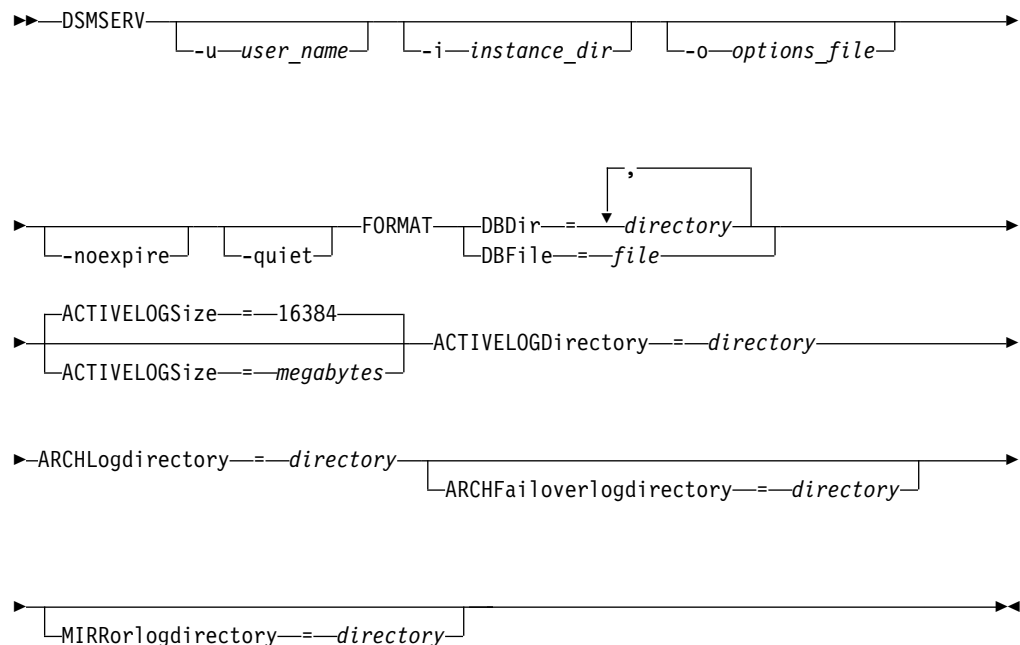 DSMSERV
-u user_name -i instance_dir -o options_file
,
FORMAT DBDir = directory
-noexpire -quiet DBFile = file
ACTIVELOGSize = 16384
ACTIVELOGDirectory = directory
ACTIVELOGSize = megabytes
ARCHLogdirectory = directory
ARCHFailoverlogdirectory = directory
MIRRorlogdirectory = directory